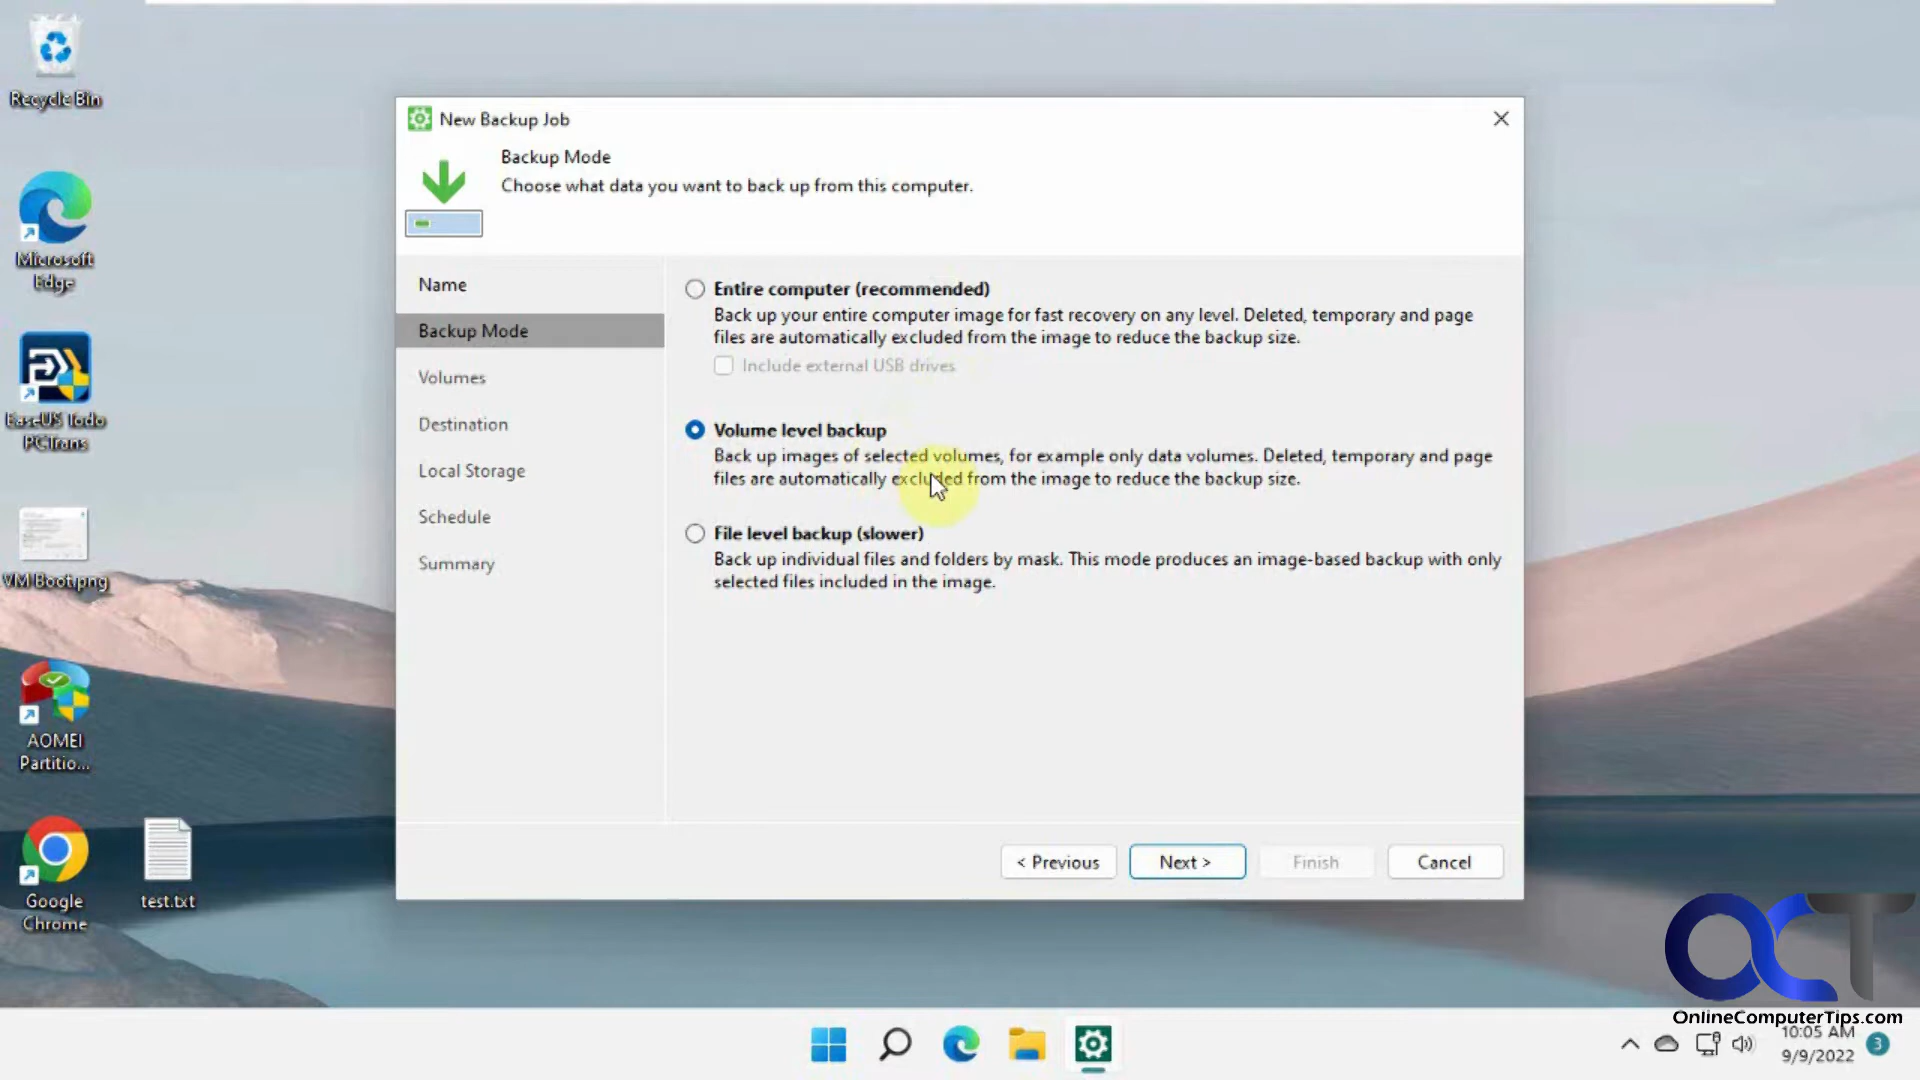 Recycle Bin
Microsoft
Edge
EaseUS Todo
PCTrans
VM Boot.png
AOMEI
Partitio...
Google
Chrome
test.txt
New Backup Job
Backup Mode
Choose what data you want to back up from this computer.
Name
Backup Mode
Volumes
Destination
Local Storage
Schedule
Summary
Entire computer (recommended)
Back up your entire computer image for fast recovery on any level. Deleted, temporary and page
files are automatically excluded from the image to reduce the backup size.
Include external USB drives
Volume level backup
Back up images of selected volumes, for example only data volumes. Deleted, temporary and page
files are automatically excluded from the image to reduce the backup size.
File level backup (slower)
Back up individual files and folders by mask. This mode produces an image-based backup with only
selected files included in the image.
< Previous
Next >
Finish
Cancel
OCT
OnlineComputerTips.com
10:05 AM
9/9/2022
3